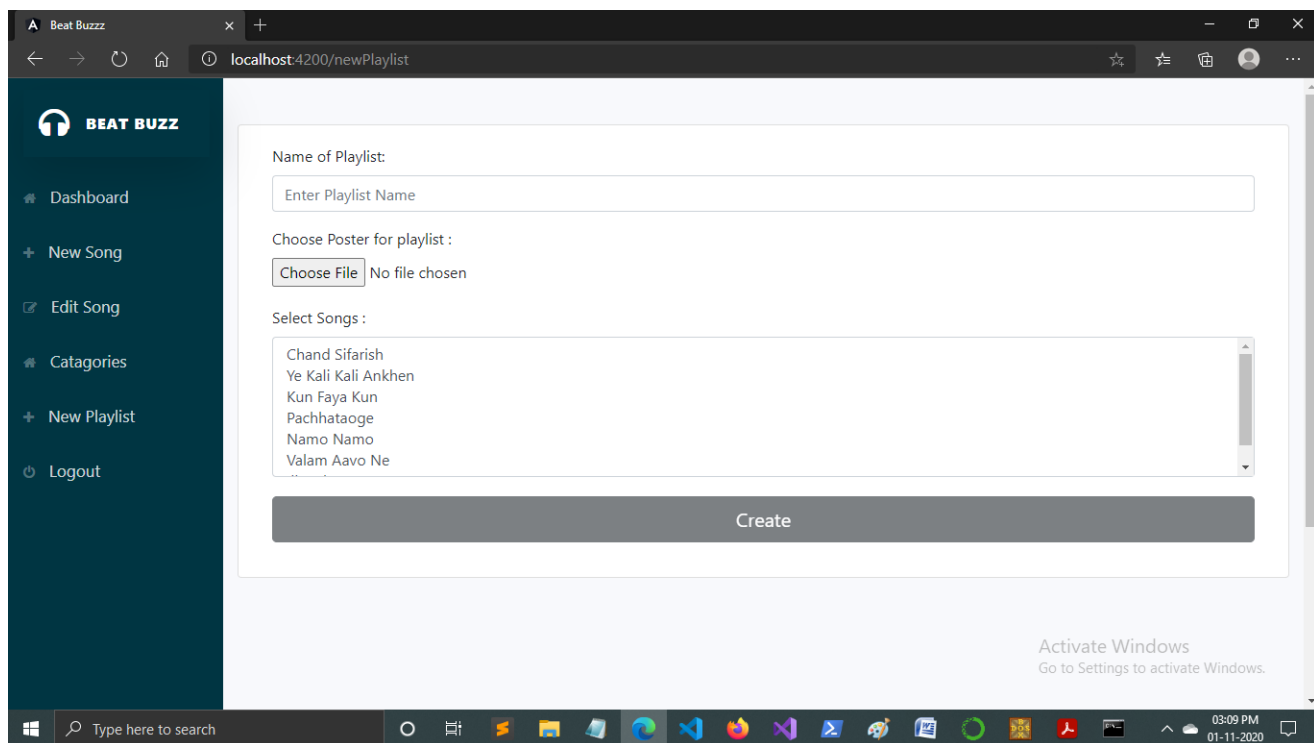 Beat Buzzz
localhost:4200/newPlaylist
BEAT BUZZ
Dashboard
New Song
Edit Song
Catagories
New Playlist
Logout
Name of Playlist:
Enter Playlist Name
Choose Poster for playlist :
Choose File No file chosen
Select Songs :
Chand Sifarish
Ye Kali Kali Ankhen
Kun Faya Kun
Pachhataoge
Namo Namo
Valam Aavo Ne
Create
Activate Windows
Go to Settings to activate Windows.
Type here to search
03:09 PM
01-11-2020